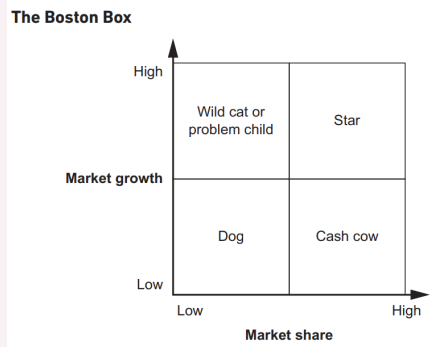 The Boston Box
High
Wild cat or
problem child
Star
Market growth
Dog
Cash cow
Low
Low
High
Market share